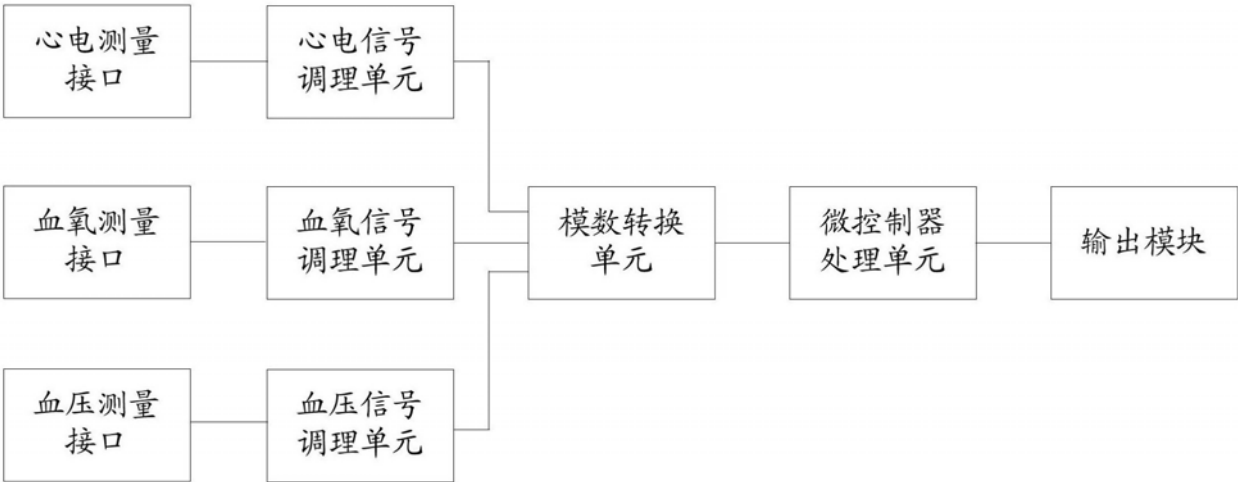 心电测量
接口
心电信号
调理单元
血氧测量
接口
血氧信号
调理单元
模数转换
单元
微控制器
处理单元
输出模块
血压测量
接口
血压信号
调理单元